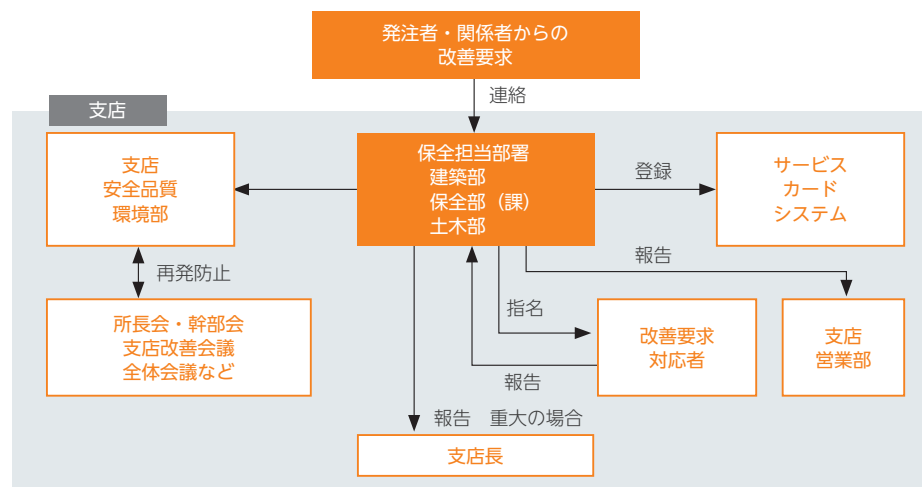 発注者・関係者からの
改善要求
連絡
支店
支店
安全品質
環境部
保全担当部署
建築部
保全部（課）
土木部
登録
サービス
カード
システム
再発防止
報告
所長会・幹部会
支店改善会議
全体会議など
指名
改善要求
対応者
支店
営業部
報告
報告　重大の場合
支店長